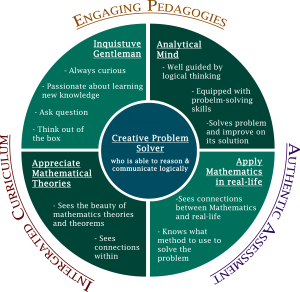 ENGAGING PEDAGOGIES
Inquistuve
Gentleman
- Always curious
- Passionate about learning
new knowledge
- Ask question
- Think out of
the box
Analytical
Mind
- Well guided by
logical thinking
- Equipped with
probelm-solving
skills
-Solves problem
and improve on
its solution
Creative Problem
Solver
who is able to reason &
communicate logically
Appreciate
Mathematical
Theories
- Sees the beauty of
mathematics theories
and theorems
- Sees
connections
within
Apply
Mathematics
in real-life
-Sees connections
between Mathematics
and real-life
- Knows what
method to use to
solve the
problem
INTERGRATED CURRICULUM
AUTHENTIC ASSESSMENT